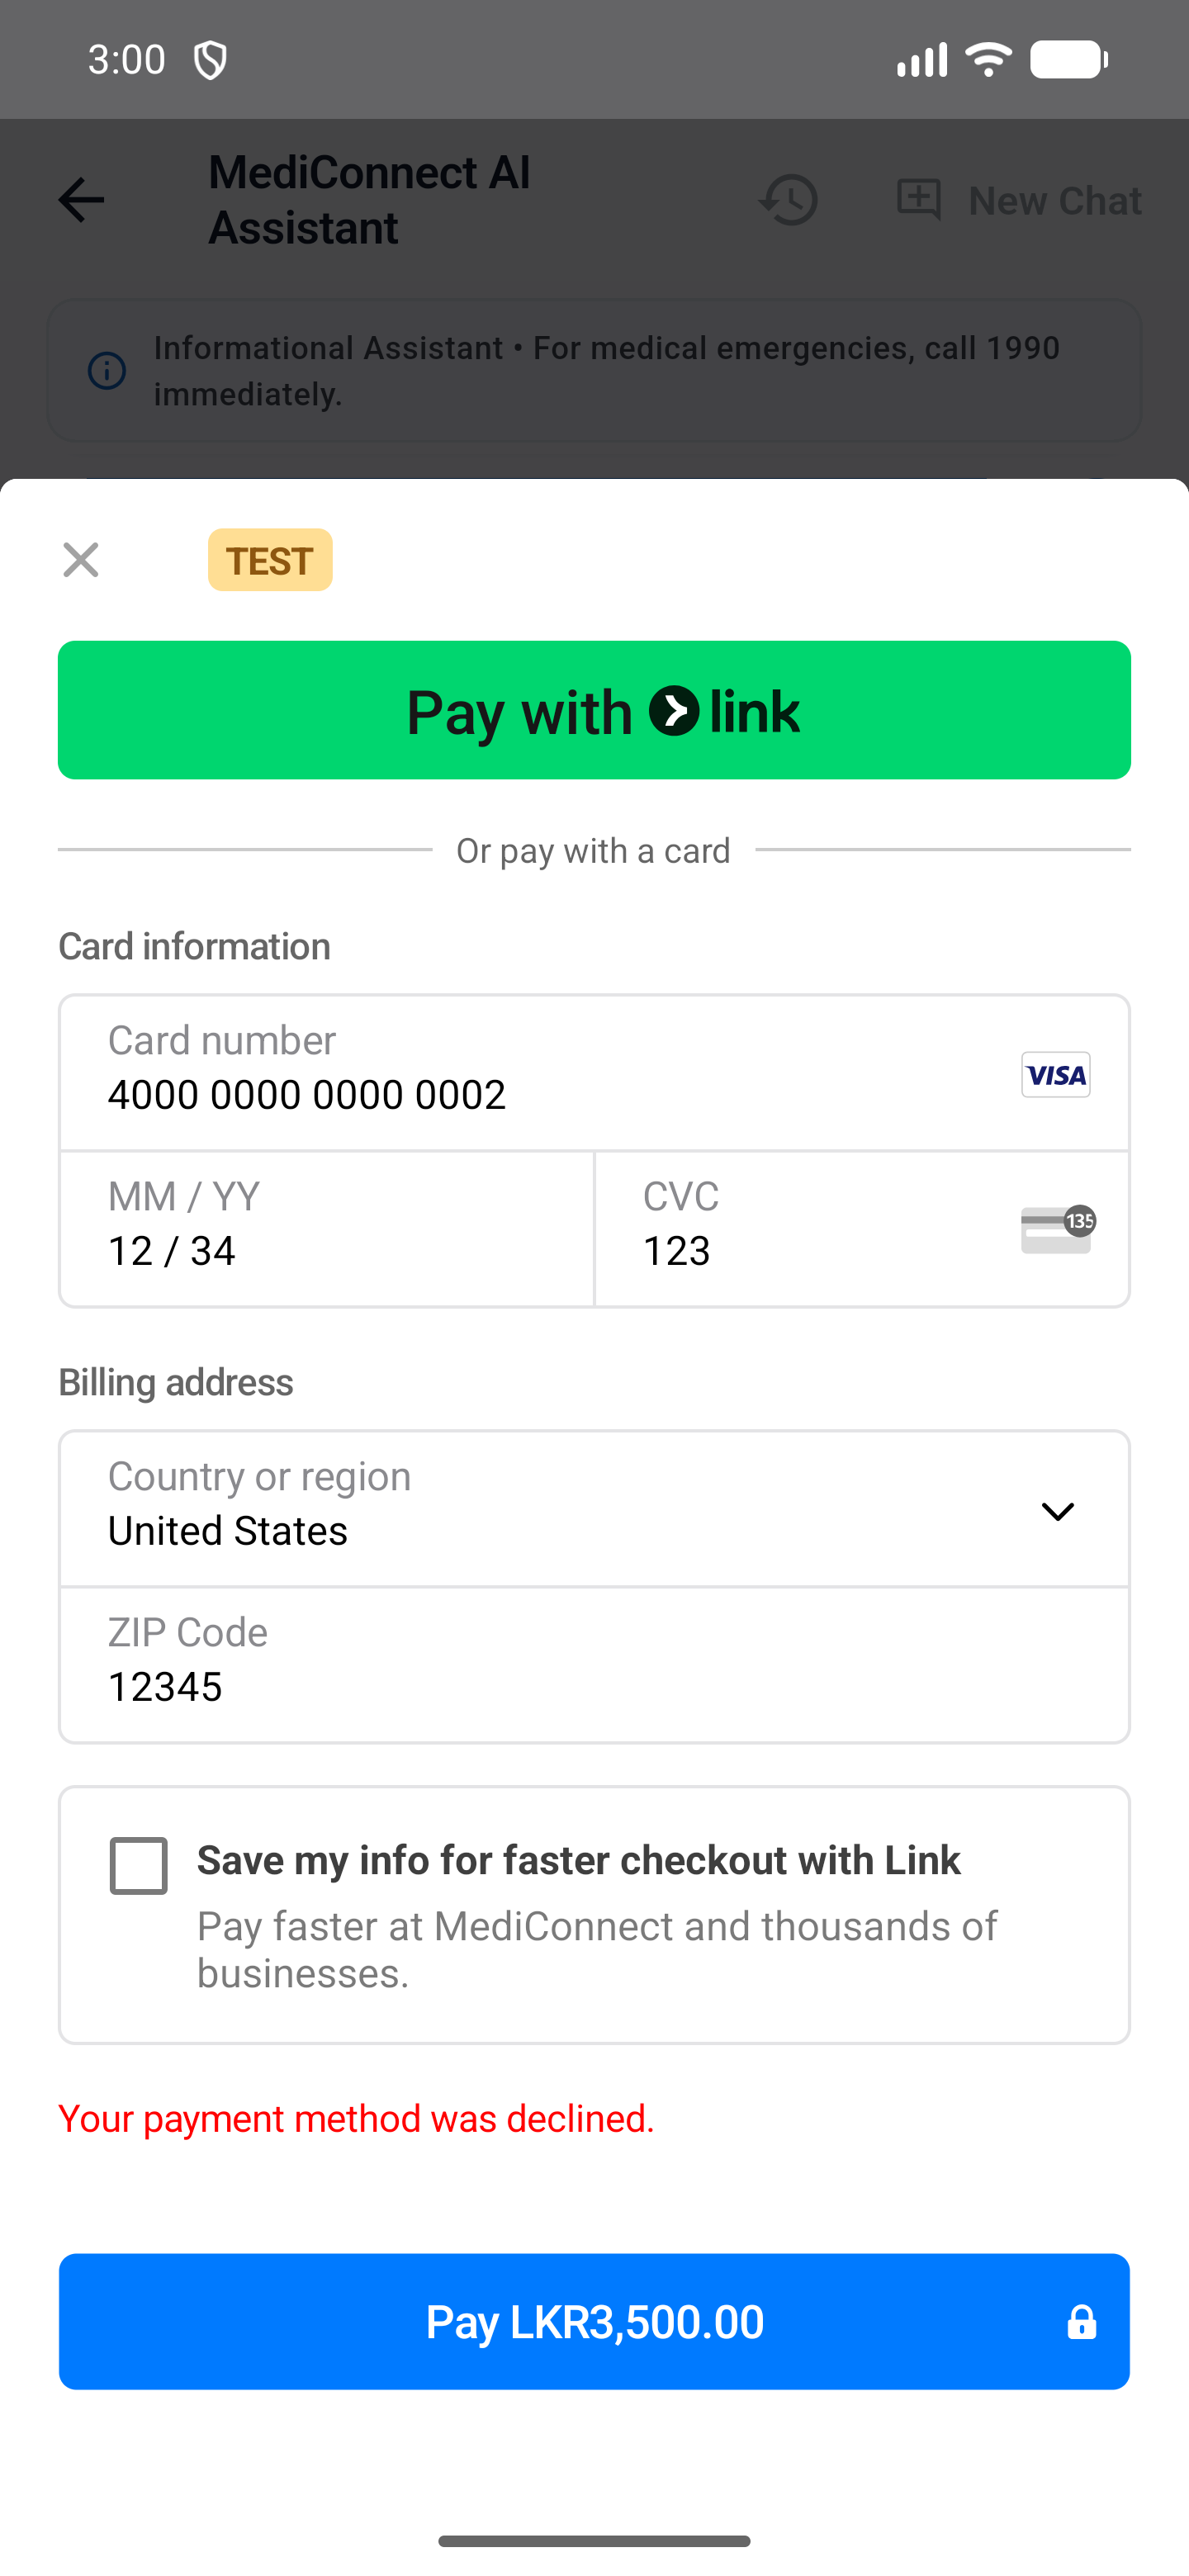 3:00
MediConnect AI
Assistant
New Chat
Informational Assistant • For medical emergencies, call 1990
immediately.
TEST
Pay with link
Or pay with a card
Card information
Card number
4000 0000 0000 0002
VISA
MM / YY
12 / 34
CVC
123
135
Billing address
Country or region
United States
ZIP Code
12345
Save my info for faster checkout with Link
Pay faster at MediConnect and thousands of
businesses.
Your payment method was declined.
Pay LKR3,500.00